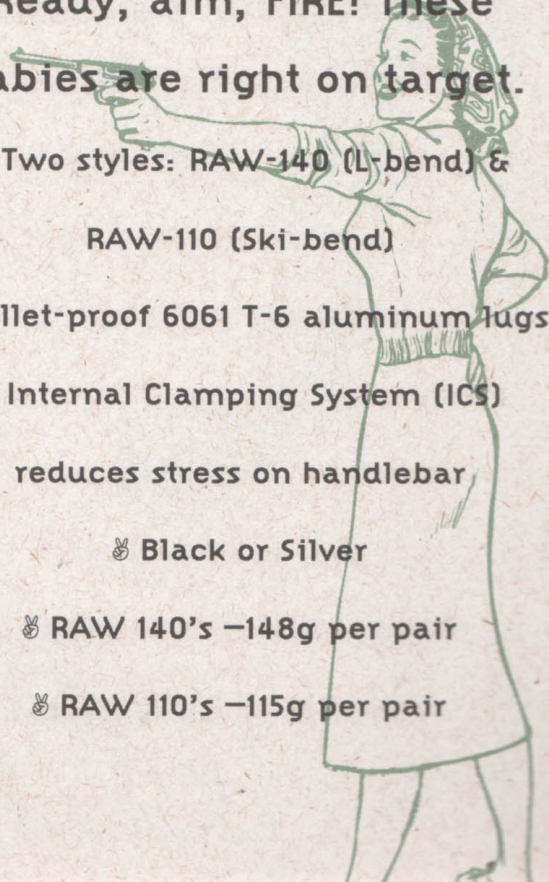 Ready, aim, FIRE! These
abies are right on target.
Two styles: RAW-140 (L-bend) &
RAW-110 (Ski-bend)
llet-proof 6061 T-6 aluminum lugs
Internal Clamping System (ICS)
reduces stress on handlebar
✌ Black or Silver
✌ RAW 140's —148g per pair
✌ RAW 110's —115g per pair